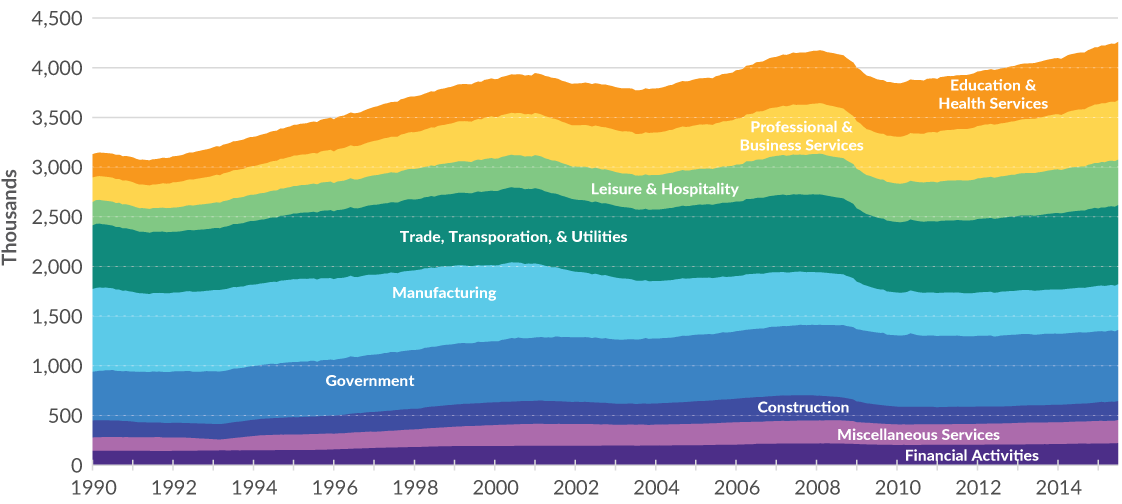 4,500
4,000
Education &
Health Services
3,500
Professional &
Business Services
3,000
Leisure & Hospitality
2,500
Trade, Transporation, & Utilities
2,000
Manufacturing
1,500
1,000
Government
500
Construction
Miscellaneous Services
Financial Activities
0
Thousands
1990 1992 1994 1996 1998 2000 2002 2004 2006 2008 2010 2012 2014